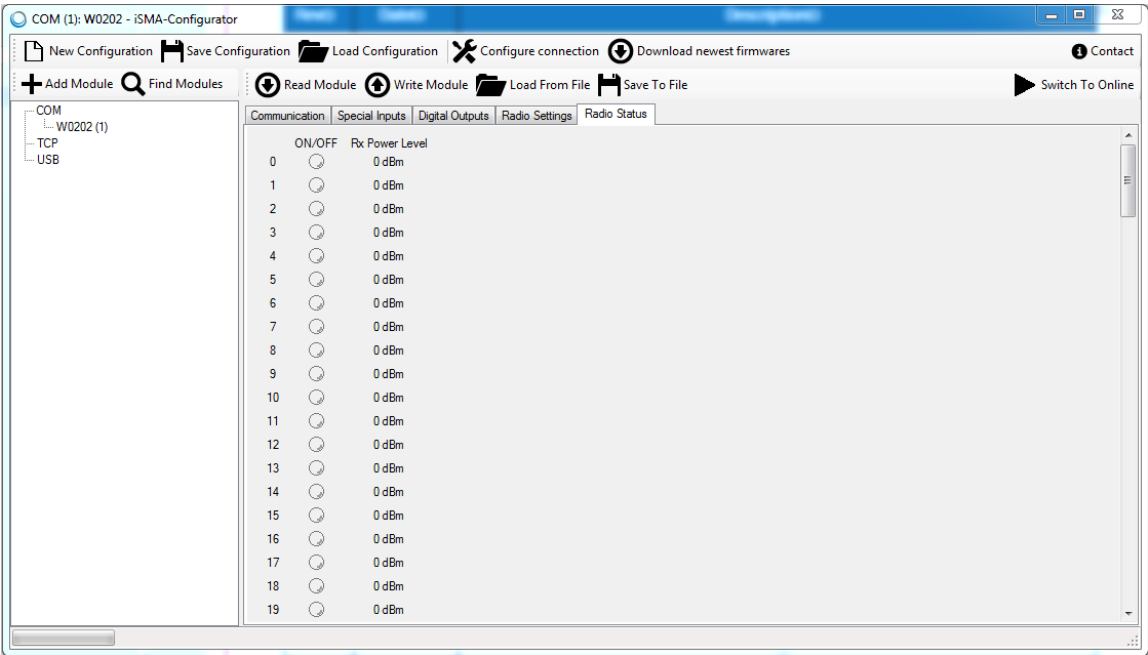 COM (1): W0202 - iSMA-Configurator
New Configuration Save Configuration Load Configuration Configure connection Download newest firmwares Contact
Add Module Find Modules Read Module Write Module Load From File Save To File Switch To Online
COM
W0202 (1)
TCP
USB
Communication Special Inputs Digital Outputs Radio Settings Radio Status
ON/OFF Rx Power Level
0 0 dBm
1 0 dBm
2 0 dBm
3 0 dBm
4 0 dBm
5 0 dBm
6 0 dBm
7 0 dBm
8 0 dBm
9 0 dBm
10 0 dBm
11 0 dBm
12 0 dBm
13 0 dBm
14 0 dBm
15 0 dBm
16 0 dBm
17 0 dBm
18 0 dBm
19 0 dBm